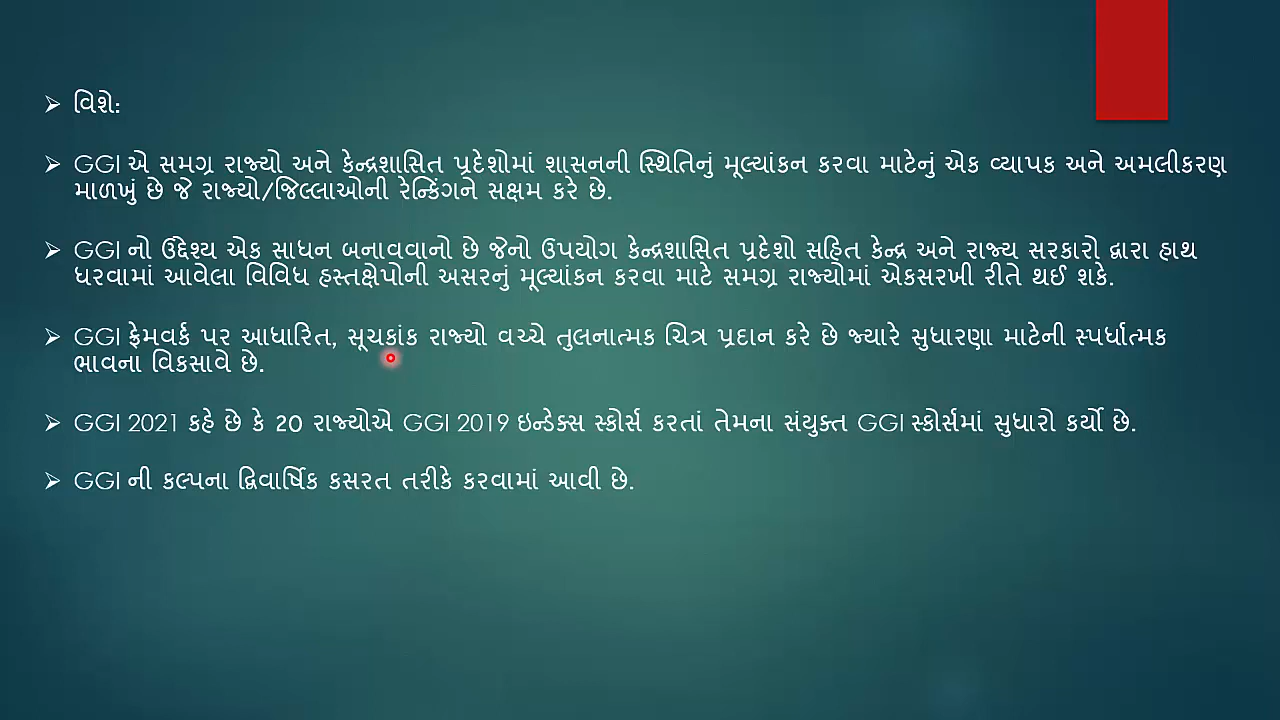 ➢ વિશે:
➢ GGI એ સમગ્ર રાજ્યો અને કેન્દ્રશાસિત પ્રદેશોમાં શાસનની સ્થિતિનું મૂલ્યાંકન કરવા માટેનું એક વ્યાપક અને અમલીકરણ
માળખું છે જે રાજ્યો/જિલ્લાઓની રેન્કિંગને સક્ષમ કરે છે.
➢ GGI નો ઉદ્દેશ્ય એક સાધન બનાવવાનો છે જેનો ઉપયોગ કેન્દ્રશાસિત પ્રદેશો સહિત કેન્દ્ર અને રાજ્ય સરકારો દ્વારા હાથ
ધરવામાં આવેલા વિવિધ હસ્તક્ષેપોની અસરનું મૂલ્યાંકન કરવા માટે સમગ્ર રાજ્યોમાં એકસરખી રીતે થઈ શકે.
➢ GGI ફ્રેમવર્ક પર આધારિત, સૂચકાંક રાજ્યો વચ્ચે તુલનાત્મક ચિત્ર પ્રદાન કરે છે જ્યારે સુધારણા માટેની સ્પર્ધાત્મક
ભાવના વિકસાવે છે.
➢ GGI 2021 કહે છે કે 20 રાજ્યોએ GGI 2019 ઇન્ડેક્સ સ્કોર્સ કરતાં તેમના સંયુક્ત GGI સ્કોર્સમાં સુધારો કર્યો છે.
➢ GGI ની કલ્પના દ્વિવાર્ષિક કસરત તરીકે કરવામાં આવી છે.